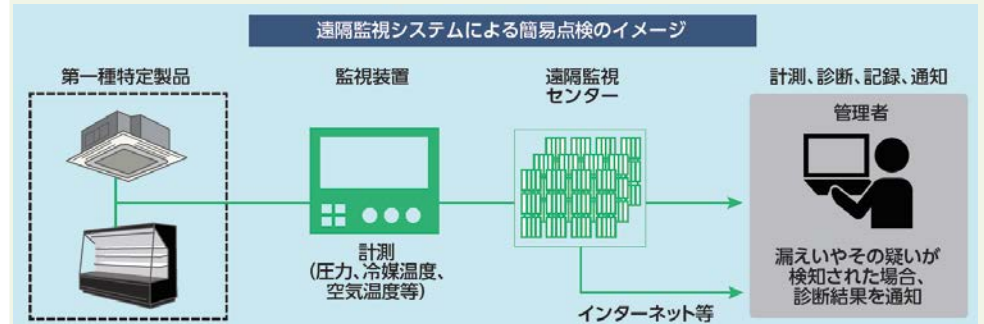 遠隔監視システムによる簡易点検のイメージ
第一種特定製品
監視装置
計測
（圧力、冷媒温度、
空気温度等）
遠隔監視
センター
インターネット等
計測、診断、記録、通知
管理者
漏えいやその疑いが
検知された場合、
診断結果を通知